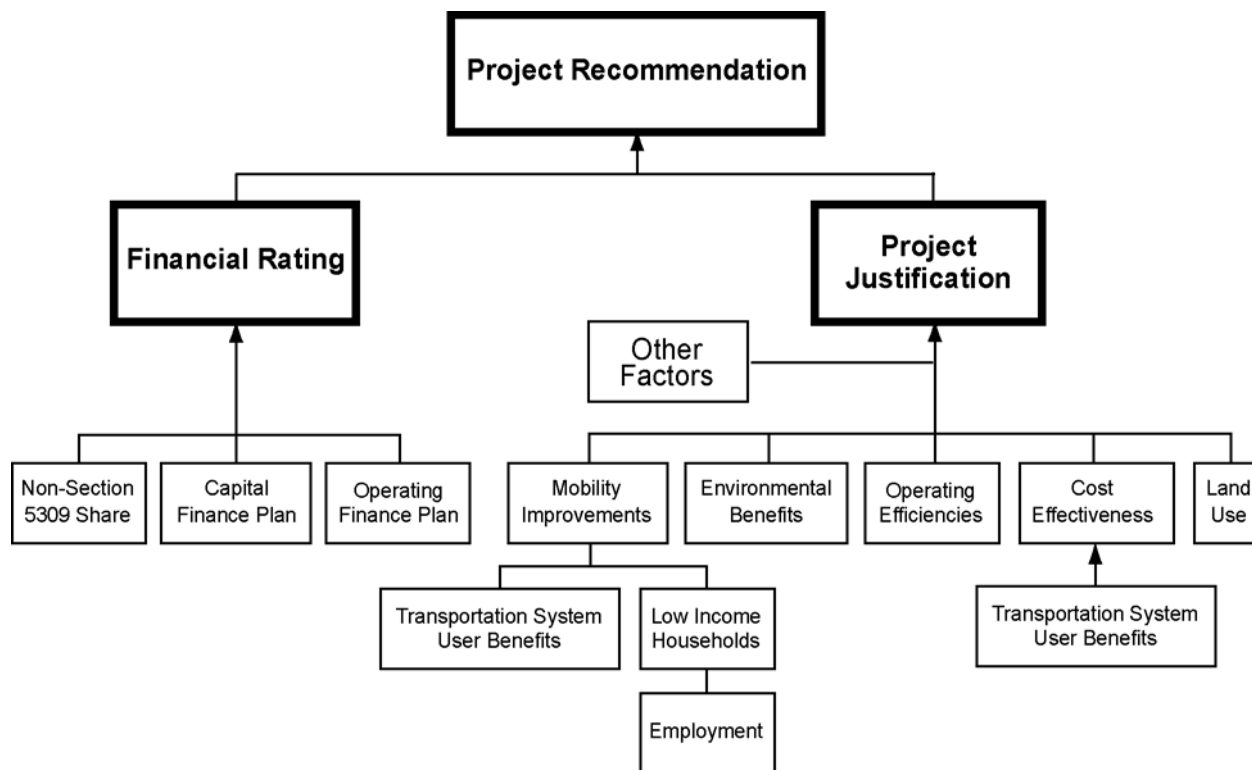 Project Recommendation
Financial Rating
Project
Justification
Other
Factors
Non-Section
5309 Share
Capital
Finance Plan
Operating
Finance Plan
Mobility
Improvements
Environmental
Benefits
Operating
Efficiencies
Cost
Effectiveness
Land
Use
Transportation System
User Benefits
Low Income
Households
Transportation System
User Benefits
Employment